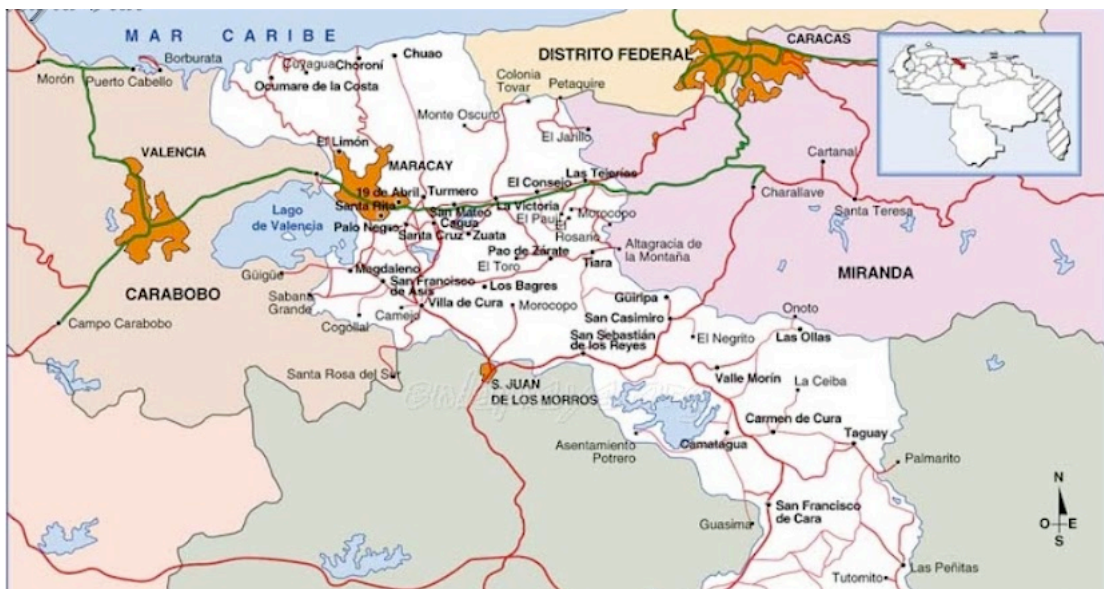 MAR CARIBE
Borburata
Morón
Puerto Cabello
Cuyagua
Choroní
Chuao
Ocumare de la Costa
DISTRITO FEDERAL
CARACAS
Colonia
Tovar
Petaquire
Monte Oscuro
El Jarillo
El Limón
VALENCIA
MARACAY
Cartanal
Las Tejerías
El Consejo
19 de Abril
Turmero
Charallave
Santa Teresa
Santa Rita
San Mateo
La Victoria
Morocopo
Lago
de Valencia
Palo Negro
Cagua
El Paují
El
Rosario
Santa Cruz
Zuata
Pao de Zárate
Altagracia de
la Montaña
El Toro
Tiara
MIRANDA
Güigüe
Magdaleno
San Francisco
de Asís
Los Bagres
CARABOBO
Sabana
Grande
Villa de Cura
Camejo
Morocopo
Güiripa
Campo Carabobo
Cogollal
San Casimiro
Onoto
San Sebastián
de los Reyes
El Negrito
Las Ollas
Santa Rosa del Sur
S. JUAN
DE LOS MORROS
Valle Morín
La Ceiba
Carmen de Cura
Asentamiento
Potrero
Camatagua
Taguay
Palmarito
San Francisco
de Cara
Guasima
N
O E
S
Las Peñitas
Tutomito